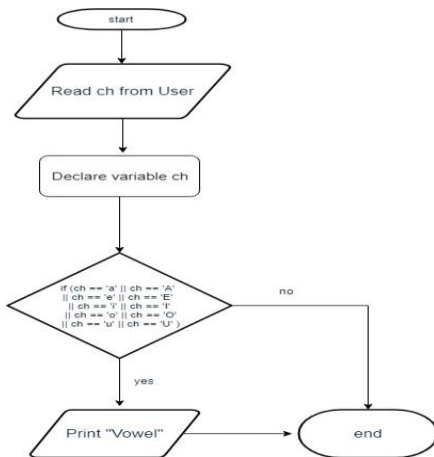 start
Read ch from User
Declare variable ch
if (ch == 'a' || ch == 'A'
|| ch == 'e' || ch == 'E'
|| ch == 'i' || ch == 'I'
|| ch == 'o' || ch == 'O'
|| ch == 'u' || ch == 'U' )
no
yes
Print "Vowel"
end